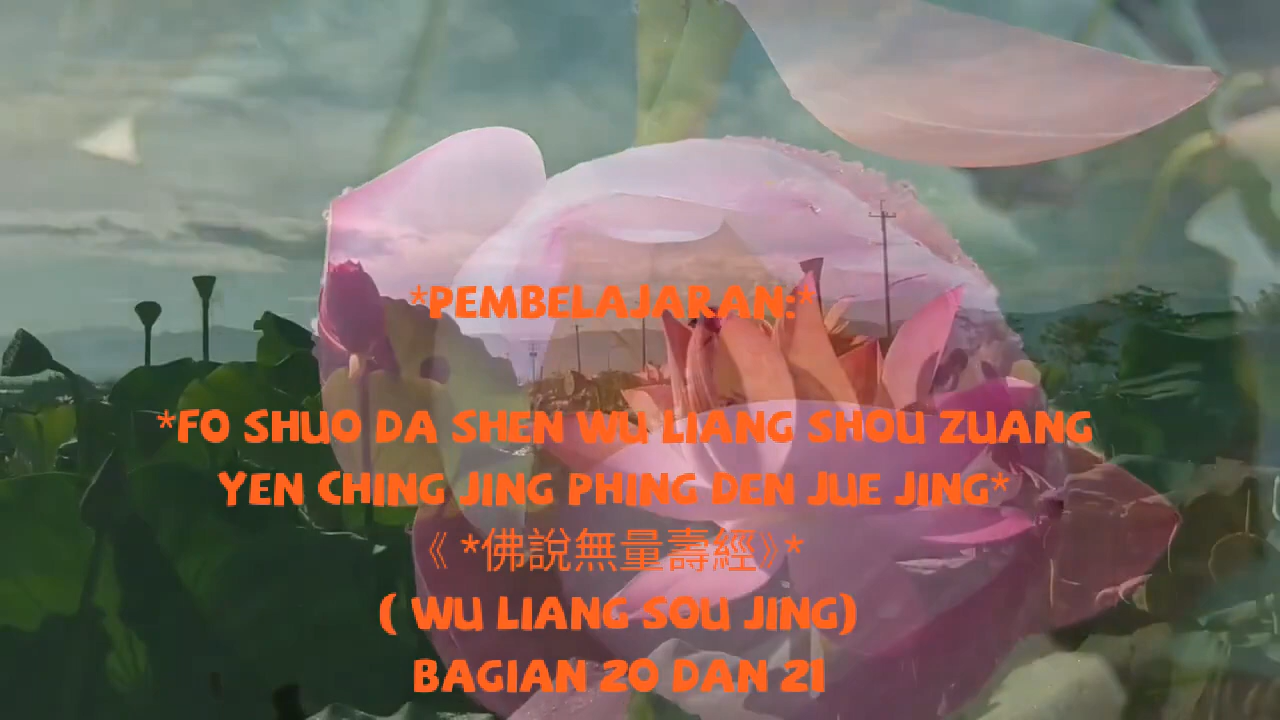 *PEMBELAJARAN:*
*FO SHUO DA SHEN WU LIANG SHOU ZUANG
YEN CHING JING PHING DEN JUE JING*
《 *佛說無量壽經》*
( WU LIANG SOU JING)
BAGIAN 20 DAN 21